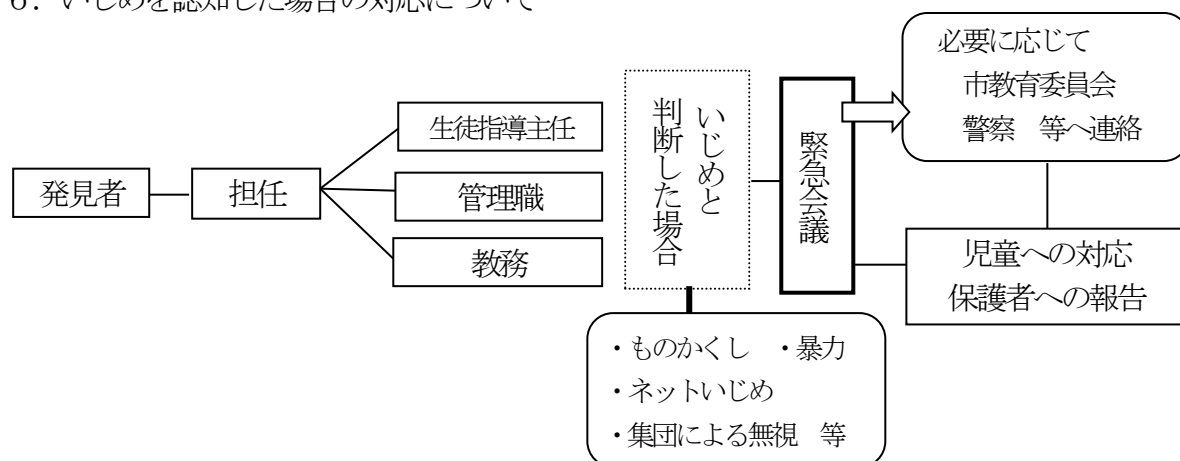 6．いじめを認知した場合の対応について
発見者
担任
生徒指導主任
管理職
教務
いじめと
判断した場合
緊急会議
必要に応じて
市教育委員会
警察　等へ連絡
児童への対応
保護者への報告
・ものかくし　・暴力
・ネットいじめ
・集団による無視　等